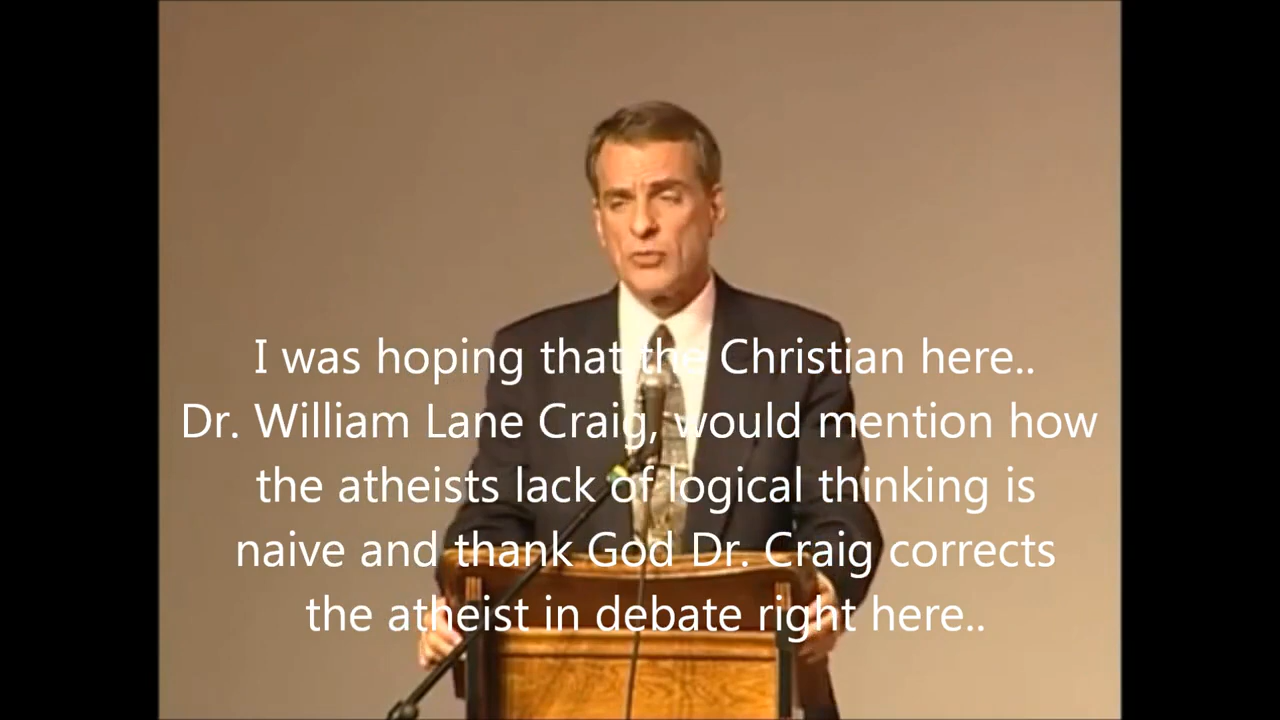 I was hoping that the Christian here..
Dr. William Lane Craig, would mention how
the atheists lack of logical thinking is
naive and thank God Dr. Craig corrects
the atheist in debate right here..